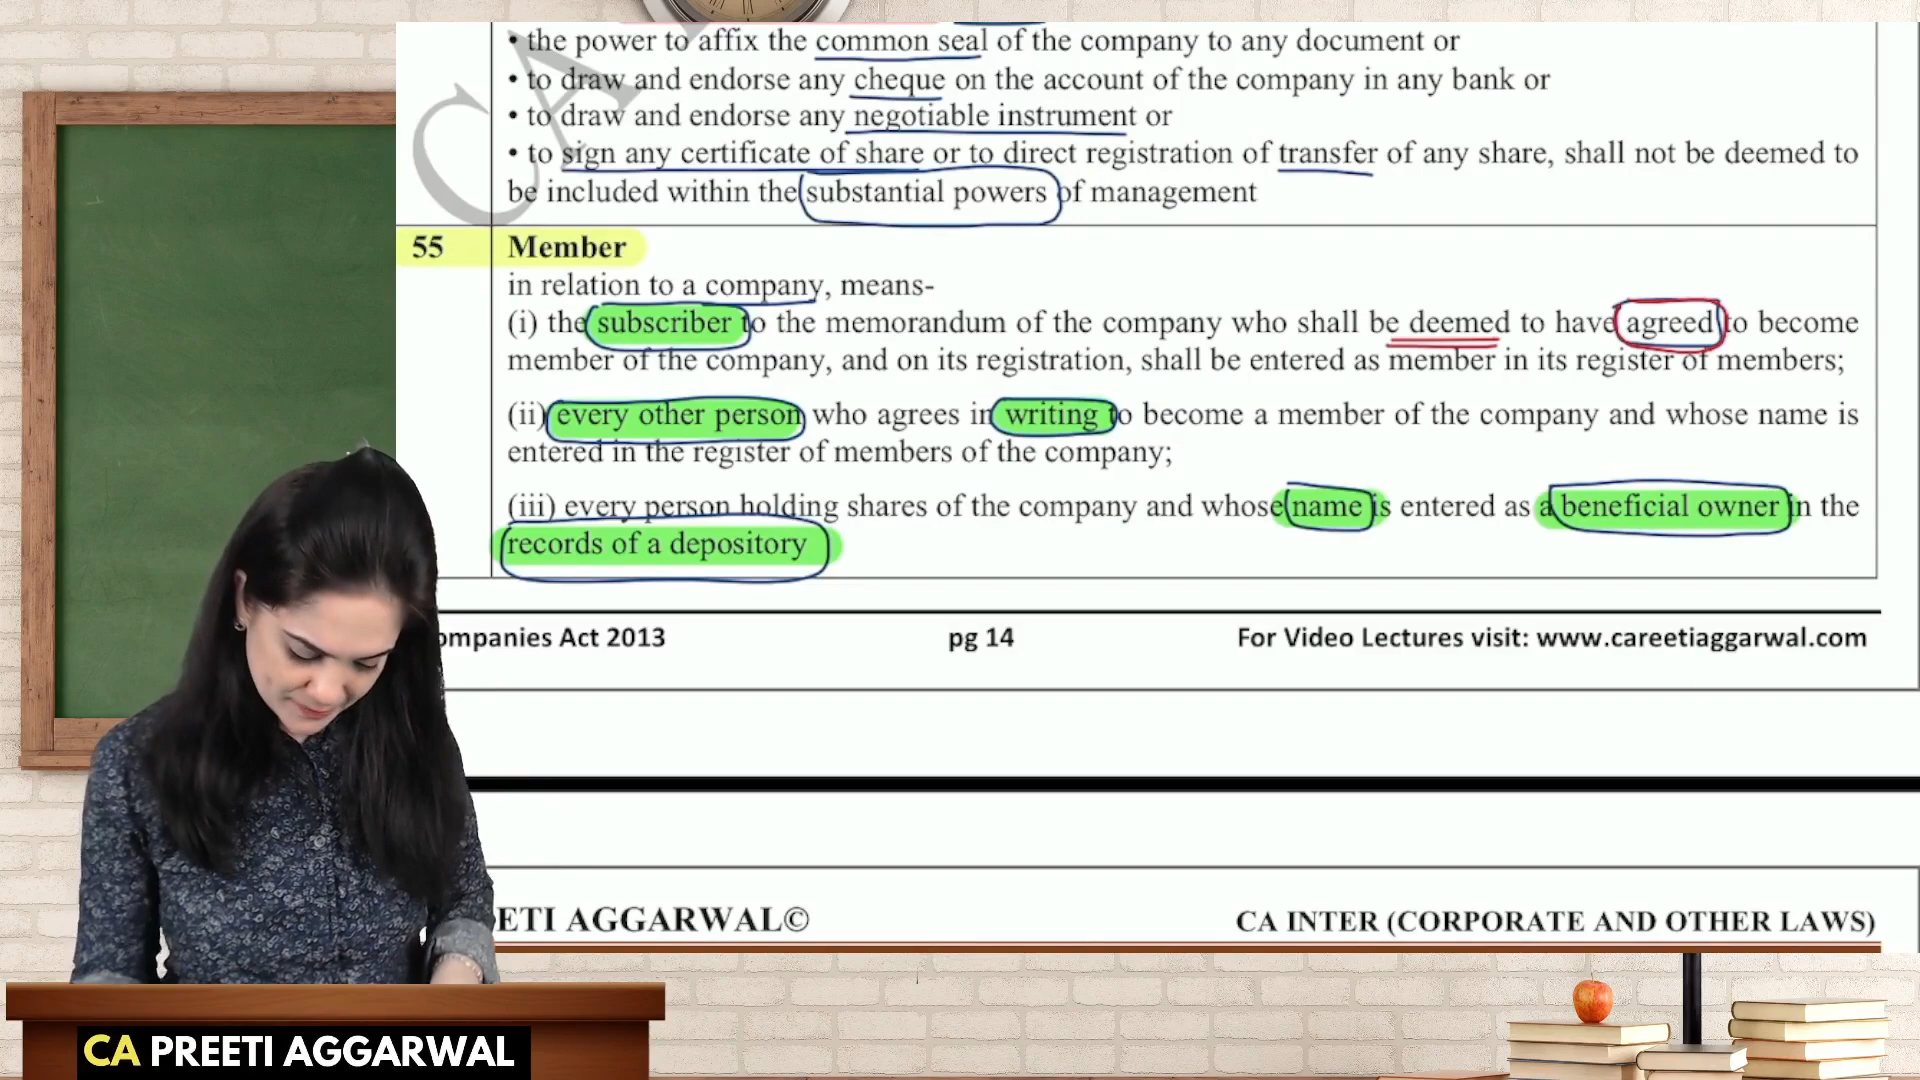 • the power to affix the common seal of the company to any document or
• to draw and endorse any cheque on the account of the company in any bank or
• to draw and endorse any negotiable instrument or
• to sign any certificate of share or to direct registration of transfer of any share, shall not be deemed to
be included within the substantial powers of management
CA
55 Member
in relation to a company, means-
(i) the subscriber to the memorandum of the company who shall be deemed to have agreed to become
member of the company, and on its registration, shall be entered as member in its register of members;
(ii) every other person who agrees in writing to become a member of the company and whose name is
entered in the register of members of the company;
(iii) every person holding shares of the company and whose name is entered as a beneficial owner in the
records of a depository
ompanies Act 2013 pg 14 For Video Lectures visit: www.careetiaggarwal.com
EETI AGGARWAL© CA INTER (CORPORATE AND OTHER LAWS)
CA PREETI AGGARWAL